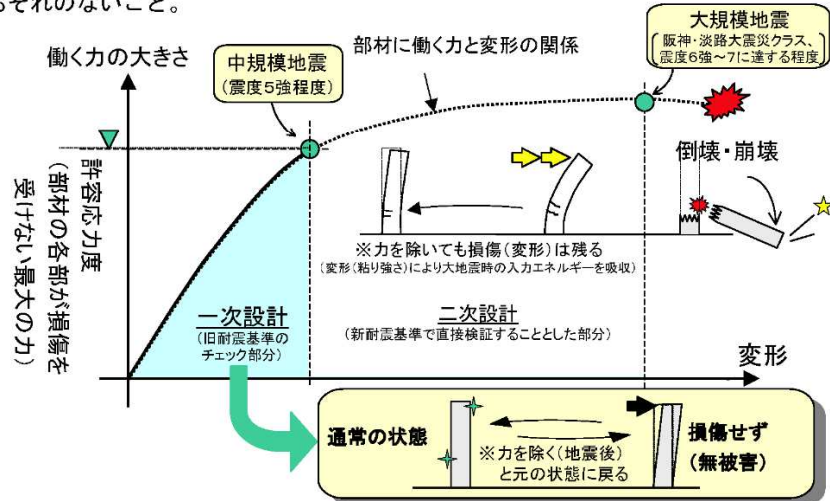 それのないこと。
働く力の大きさ
中規模地震
(震度5強程度)
部材に働く力と変形の関係
大規模地震
阪神・淡路大震災クラス、
震度6強~7に達する程度
倒壊・崩壊
許容応力度
(部材の各部が損傷を
受けない最大の力)
※力を除いても損傷(変形)は残る
(変形(粘り強さ)により大地震時の入力エネルギーを吸収)
一次設計
(旧耐震基準の
チェック部分)
二次設計
(新耐震基準で直接検証することとした部分)
変形
通常の状態
※力を除く(地震後)
と元の状態に戻る
損傷せず
(無被害)